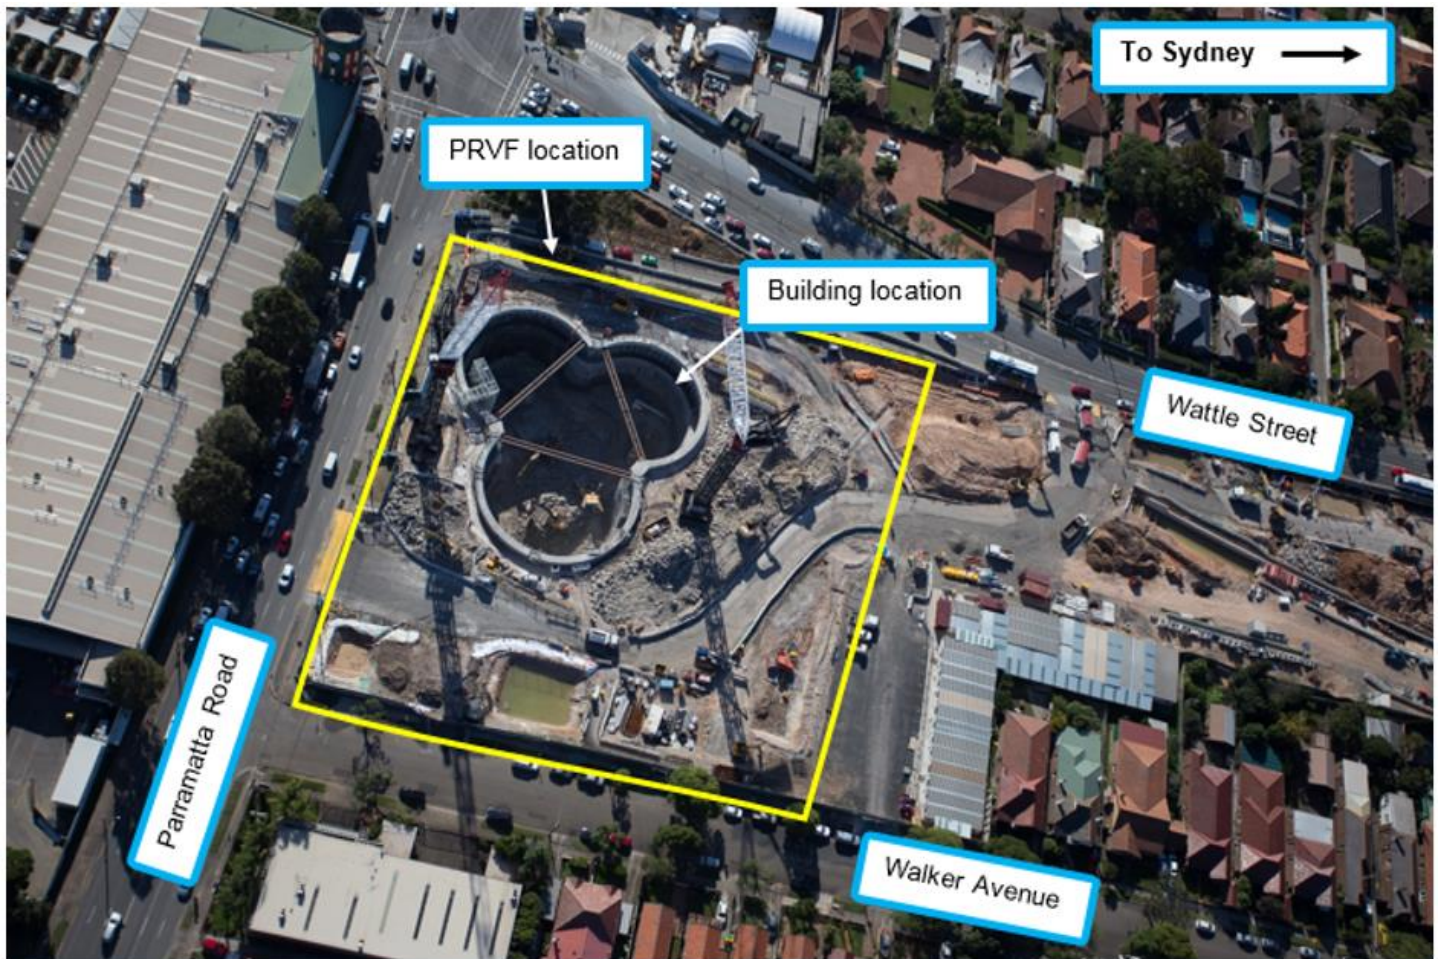 To Sydney
PRVF location
Building location
Wattle Street
Parramatta Road
Walker Avenue